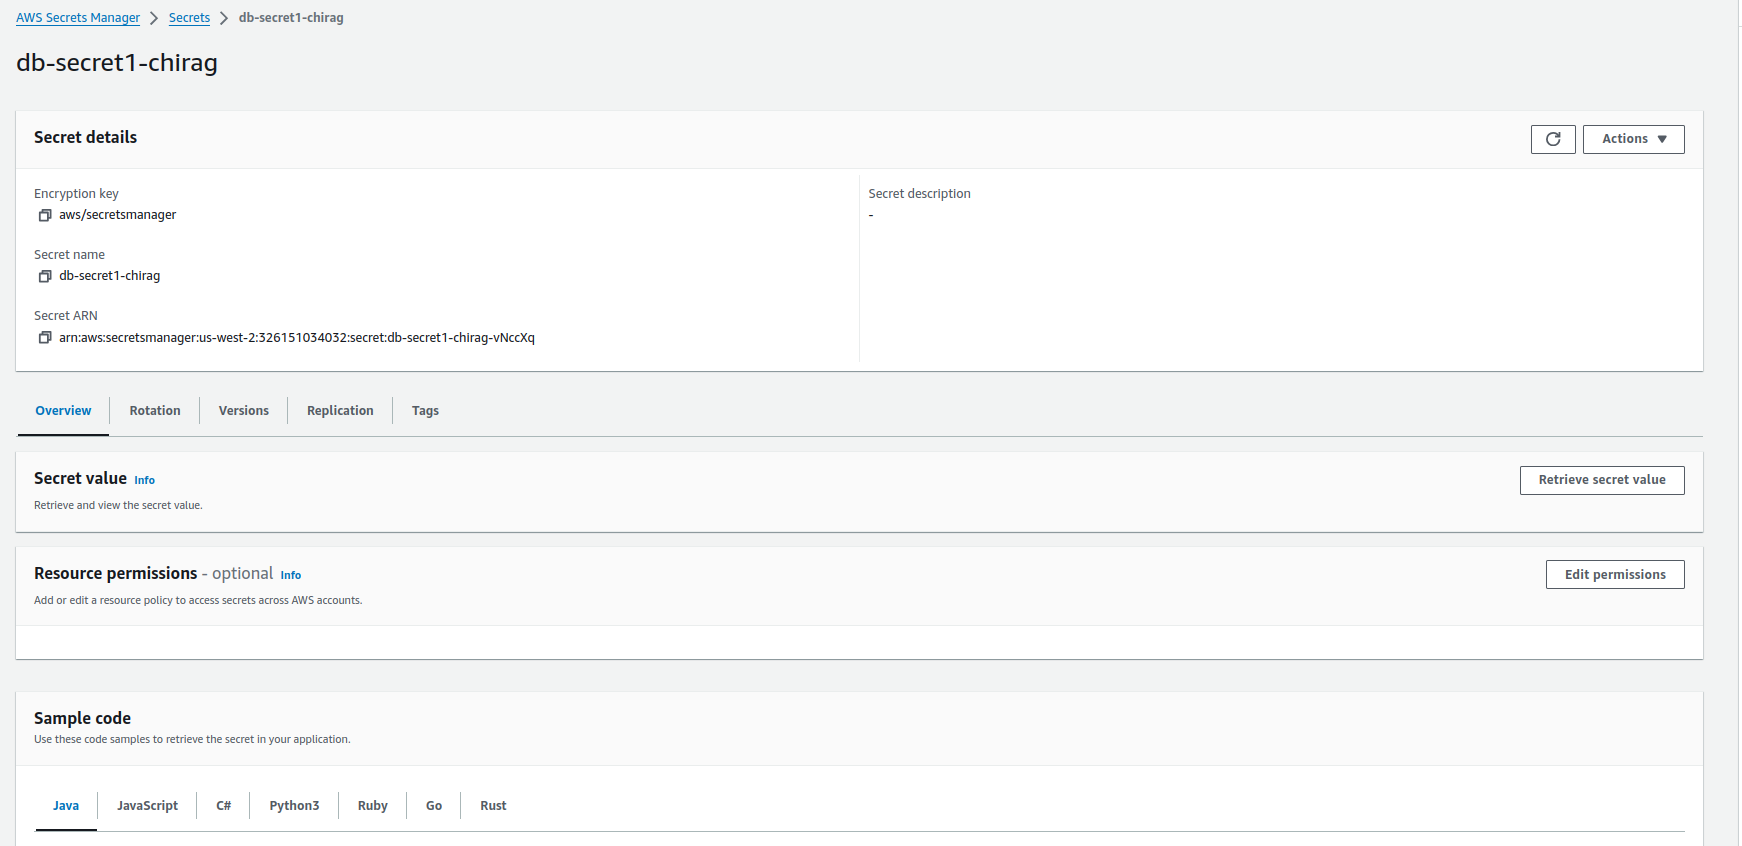 AWS Secrets Manager > Secrets > db-secret1-chirag
db-secret1-chirag
Secret details
Actions
Encryption key
aws/secretsmanager
Secret name
db-secret1-chirag
Secret ARN
arn:aws:secretsmanager:us-west-2:326151034032:secret:db-secret1-chirag-vNccXq
Secret description
-
Overview Rotation Versions Replication Tags
Secret value Info
Retrieve secret value
Retrieve and view the secret value.
Resource permissions - optional Info
Edit permissions
Add or edit a resource policy to access secrets across AWS accounts.
Sample code
Use these code samples to retrieve the secret in your application.
Java JavaScript C# Python3 Ruby Go Rust